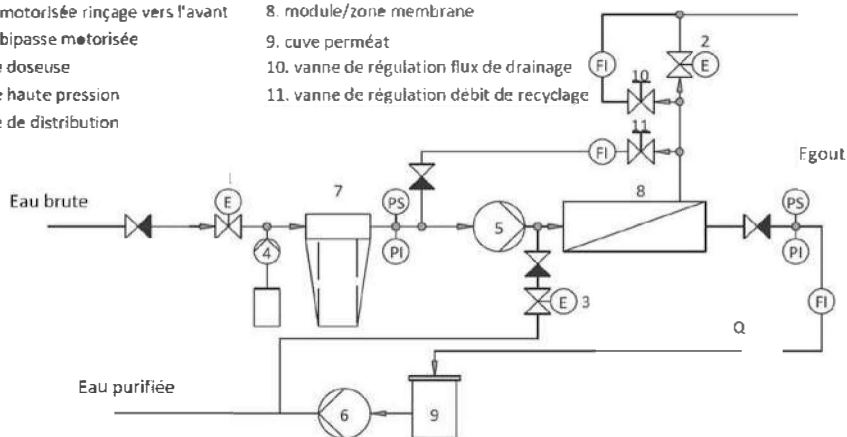 motorisée rinçage vers l'avant
bipasse motorisée
doseuse
haute pression
de distribution
8. module/zone membrane
9. cuve perméat
10. vanne de régulation flux de drainage
11. vanne de régulation débit de recyclage
2
FI
E
10
11
FI
Egout
Eau brute
E
7
PS
8
PS
4
PI
5
PI
E 3
FI
Q
Eau purifiée
6
9